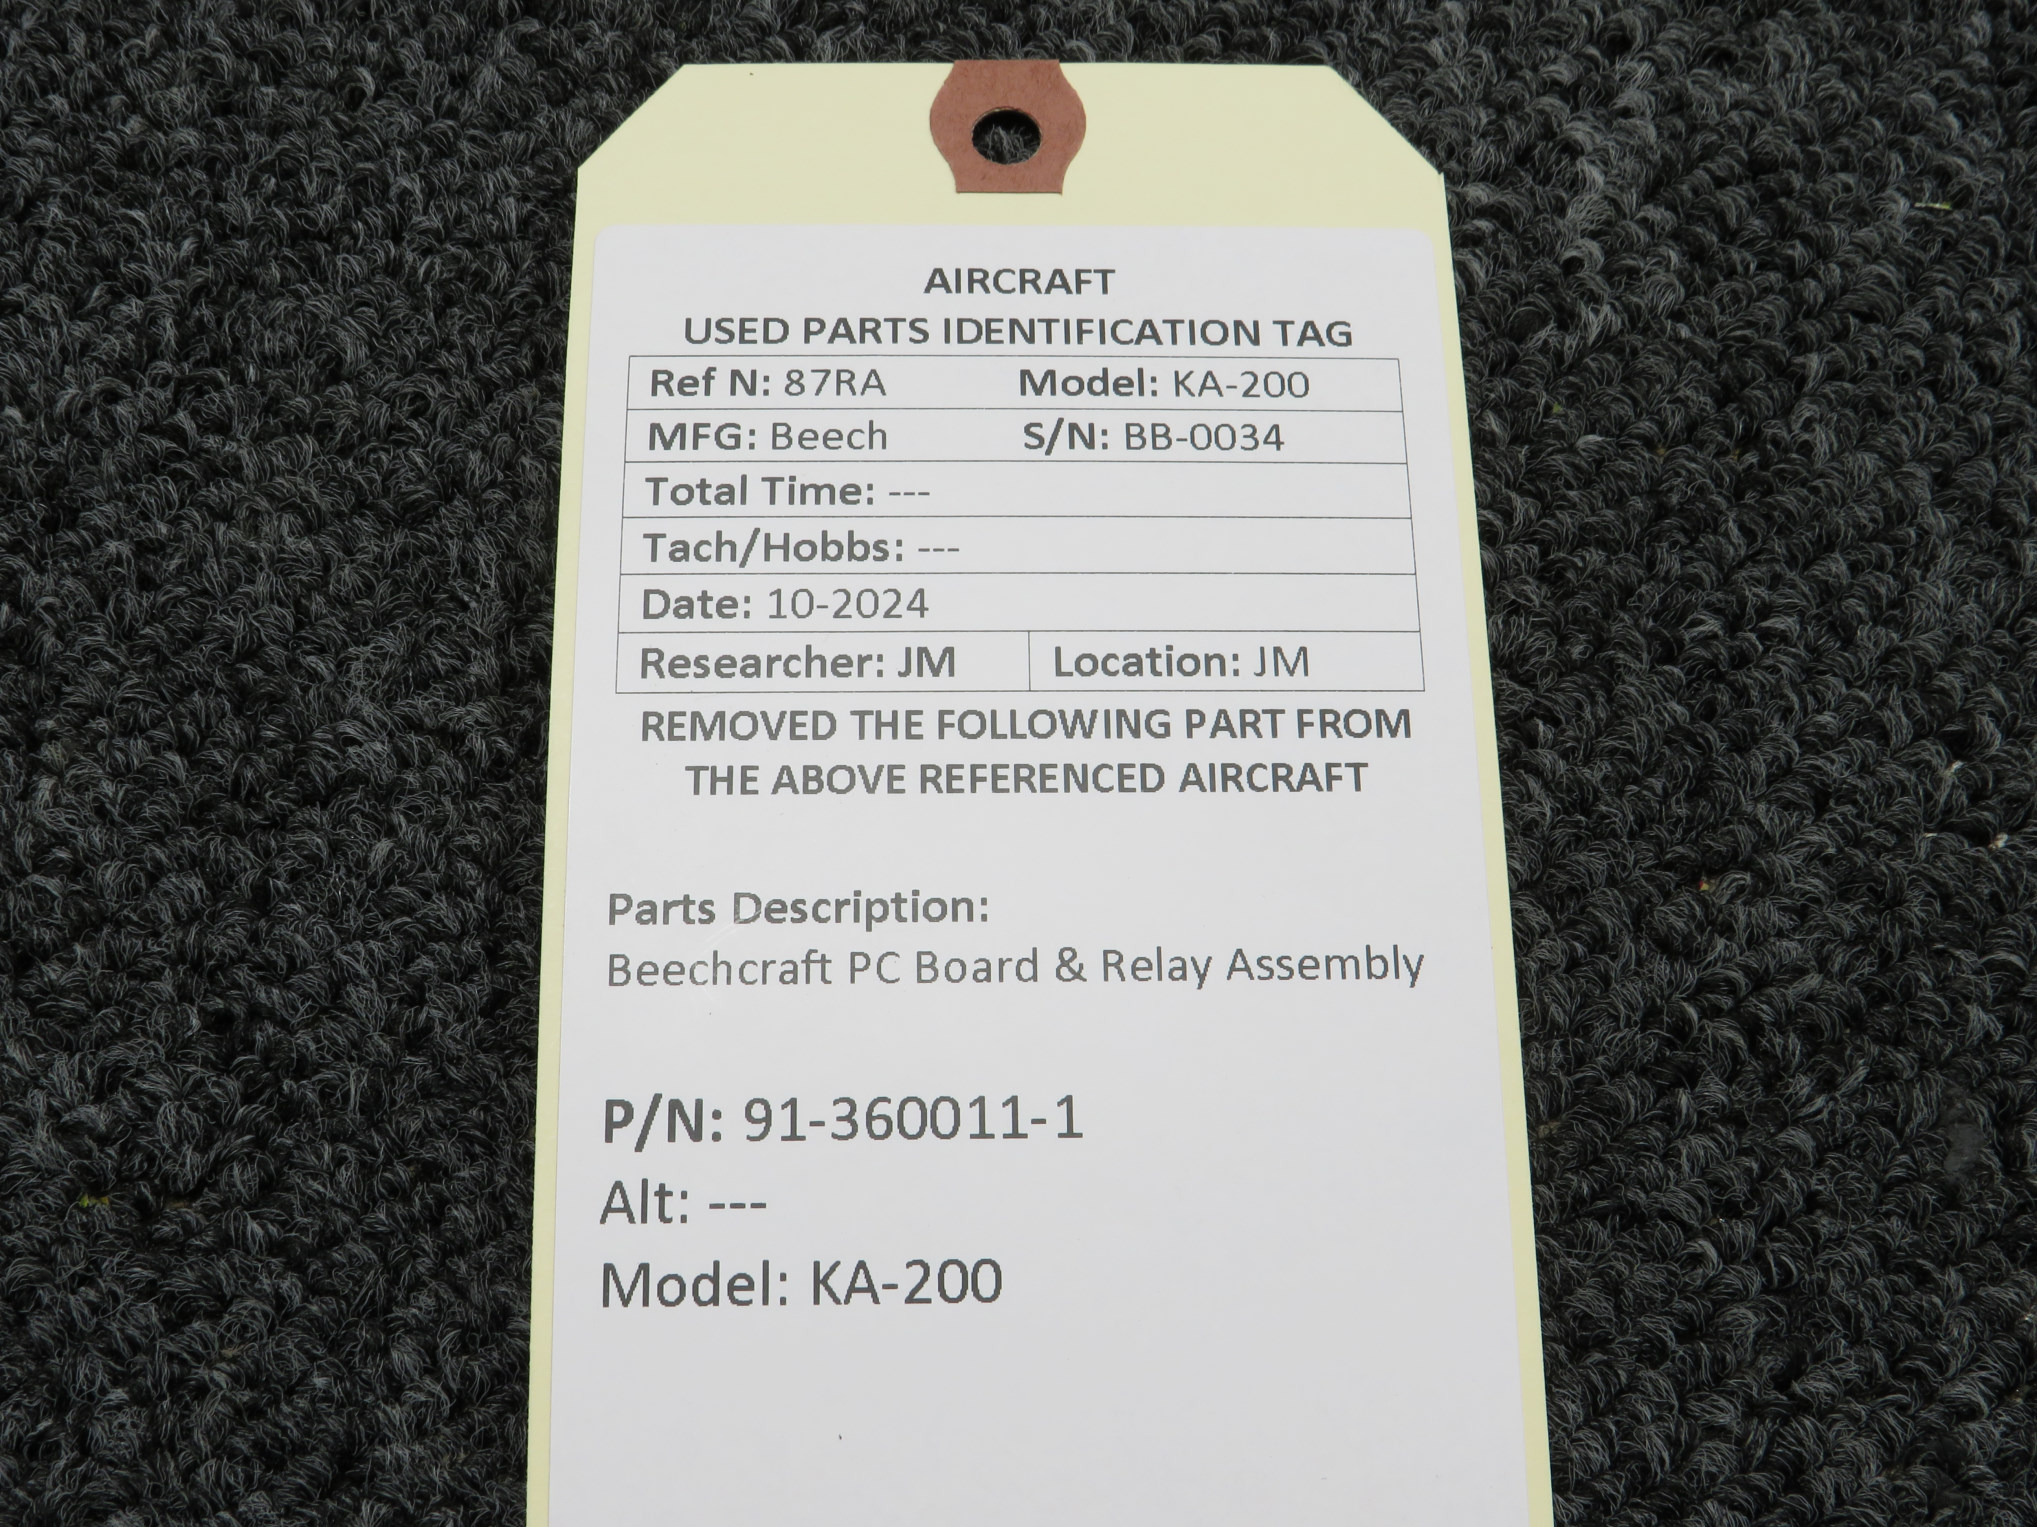 AIRCRAFT
USED PARTS IDENTIFICATION TAG
Ref N: 87RA Model: KA-200
MFG: Beech S/N: BB-0034
Total Time: ---
Tach/Hobbs: ---
Date: 10-2024
Researcher: JM Location: JM
REMOVED THE FOLLOWING PART FROM
THE ABOVE REFERENCED AIRCRAFT
Parts Description:
Beechcraft PC Board & Relay Assembly
P/N: 91-360011-1
Alt: ---
Model: KA-200